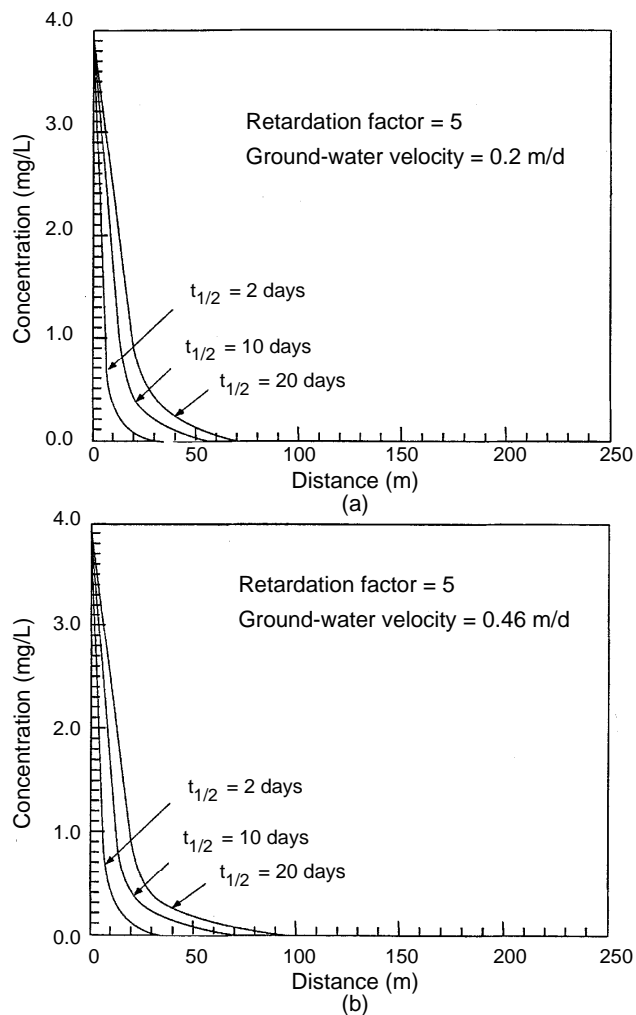 4.0
3.0
2.0
1.0
0.0
Concentration (mg/L)
Retardation factor = 5
Ground-water velocity = 0.2 m/d
t1/2 = 2 days
t1/2 = 10 days
t1/2 = 20 days
0 50 100 150 200 250
Distance (m)
(a)
4.0
3.0
2.0
1.0
0.0
Concentration (mg/L)
Retardation factor = 5
Ground-water velocity = 0.46 m/d
t1/2 = 2 days
t1/2 = 10 days
t1/2 = 20 days
0 50 100 150 200 250
Distance (m)
(b)